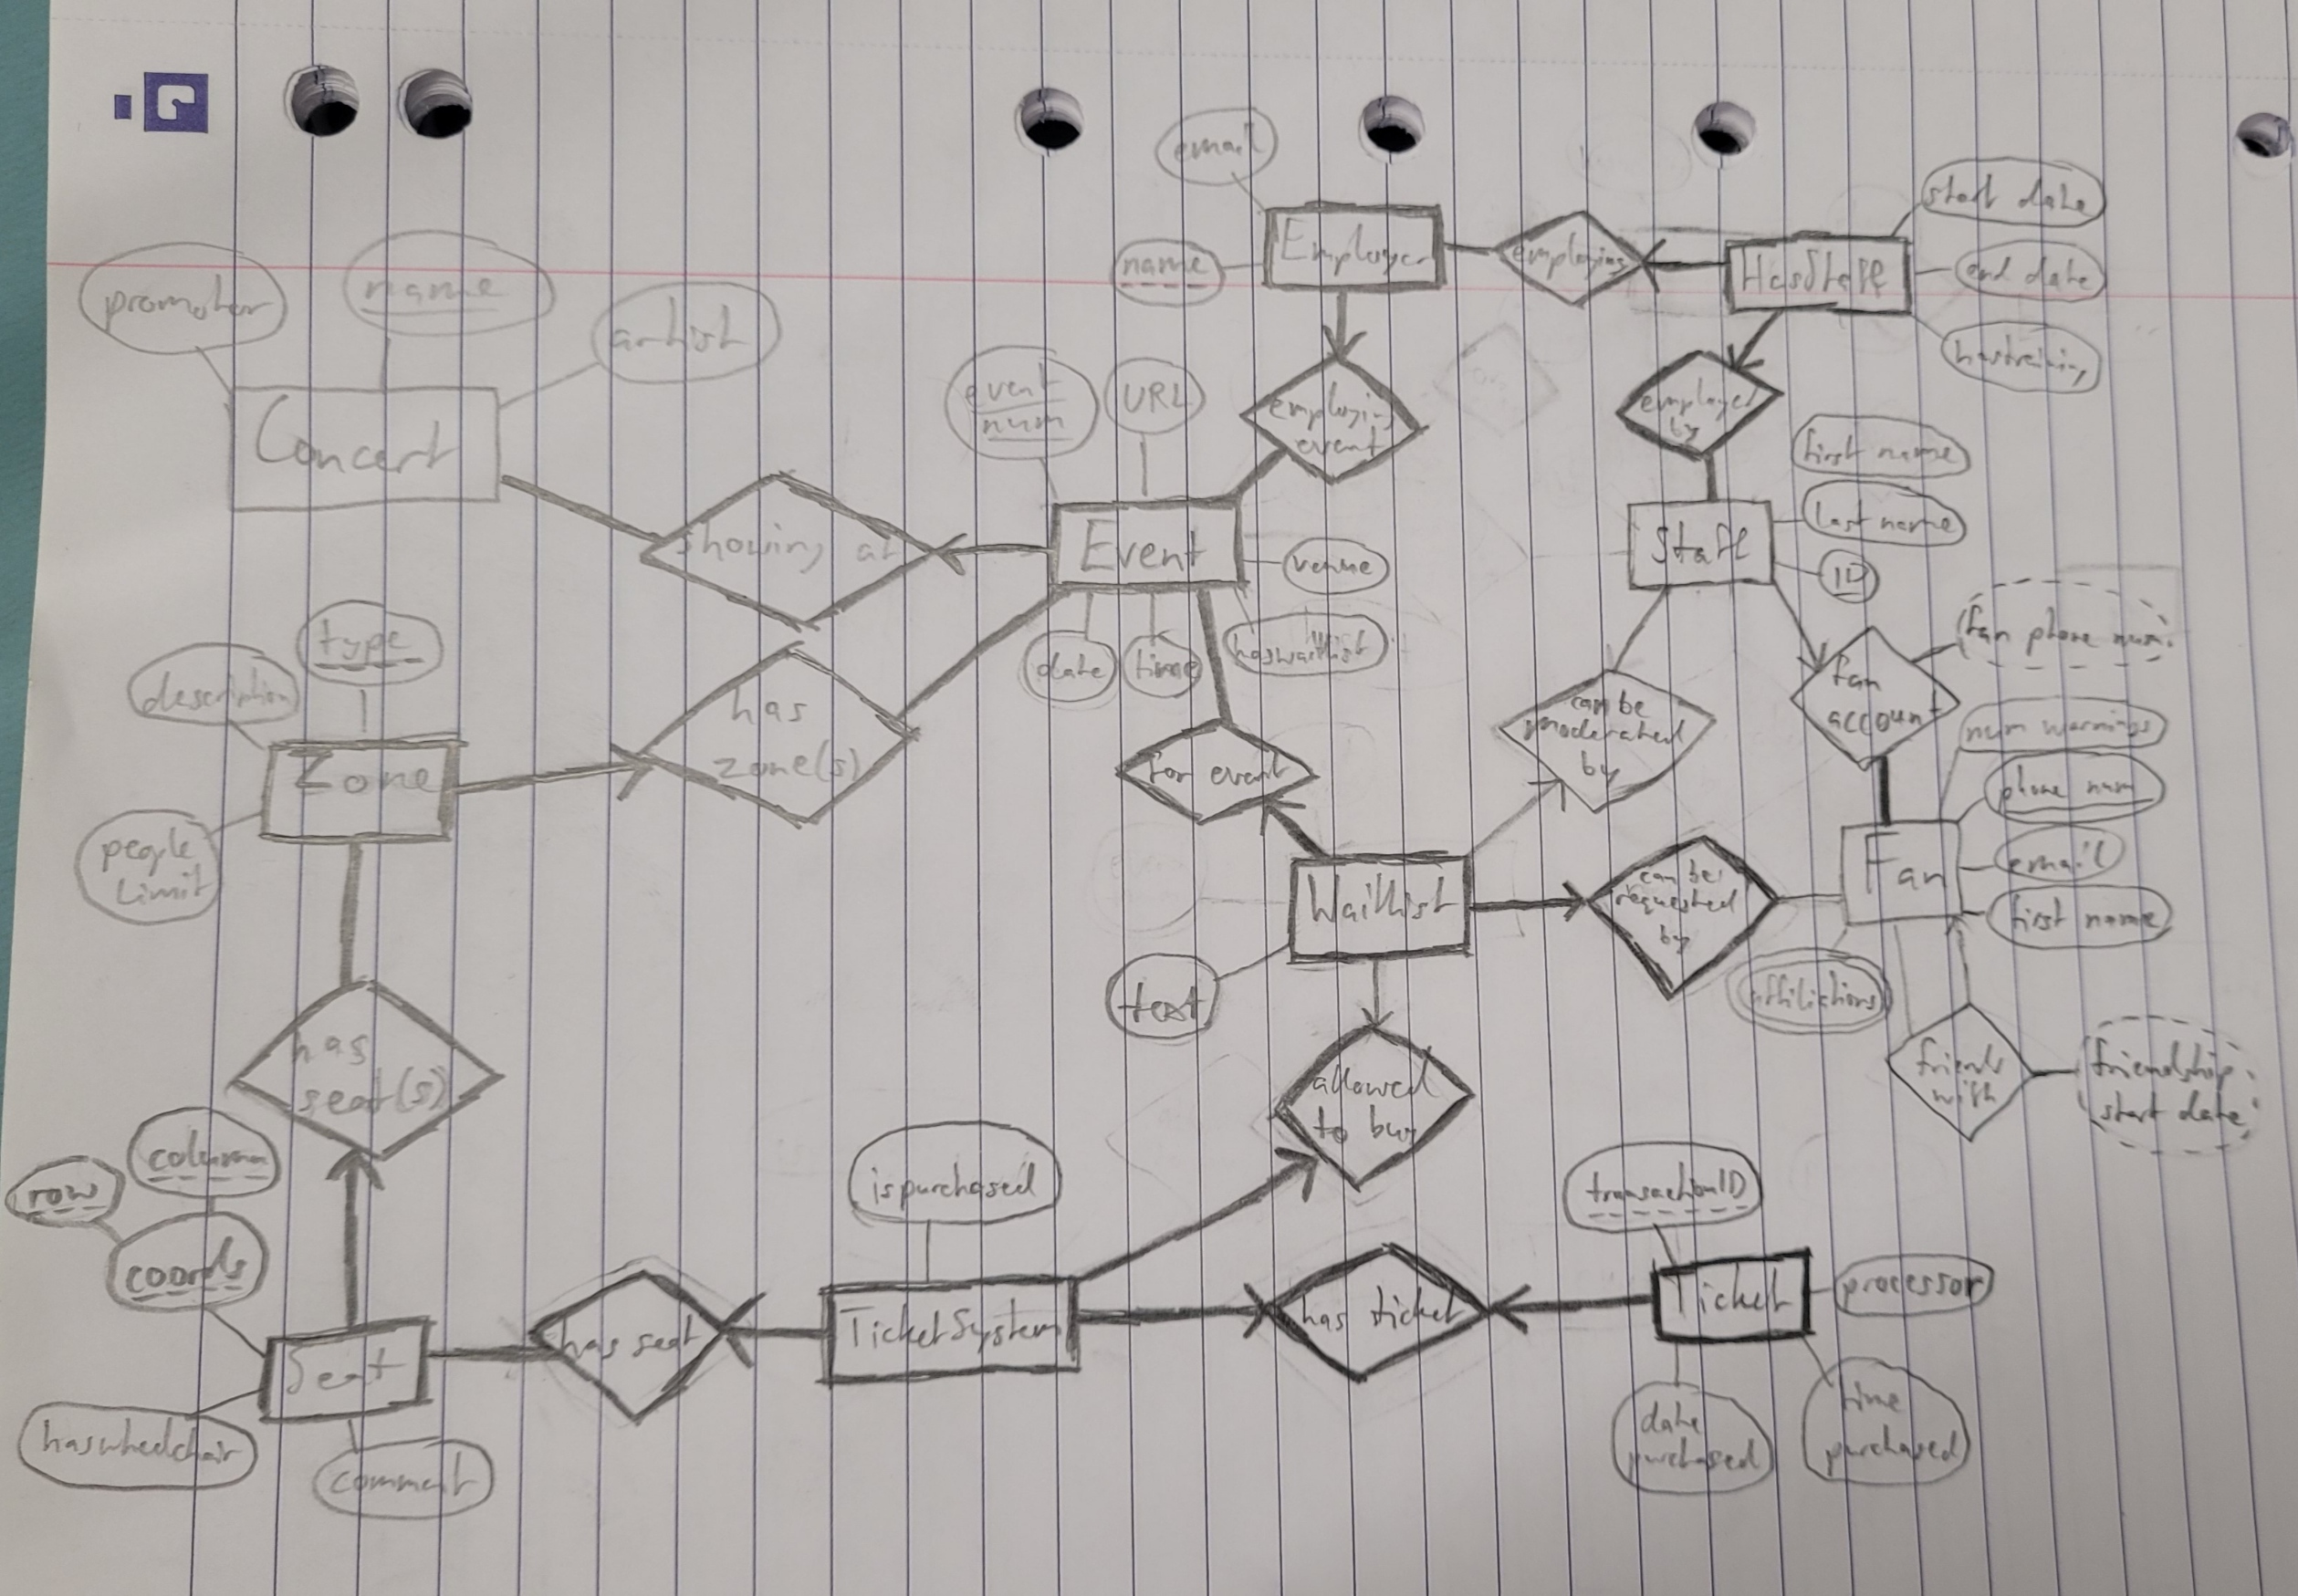 email
start date
Employer
employing
HasStaff
name
end date
promoter
name
artist
hastraining
event
num
URL
employing
event
employed
by
Concert
first name
last name
showing at
Event
venue
Staff
ID
type
date
time
haswaitlist
fan phone num.
description
has
zone(s)
can be
moderated
by
fan
account
num warnings
Zone
for event
phone num
people
Limit
Waitlist
can be
requested
by
Fan
email
first name
text
affiliations
has
seat(s)
allowed
to buy
friends
with
friendship
start date
column
row
ispurchased
transactionID
coords
has seat
TicketSystem
has ticket
Ticket
processor
Seat
haswheelchair
comment
date
purchased
time
purchased